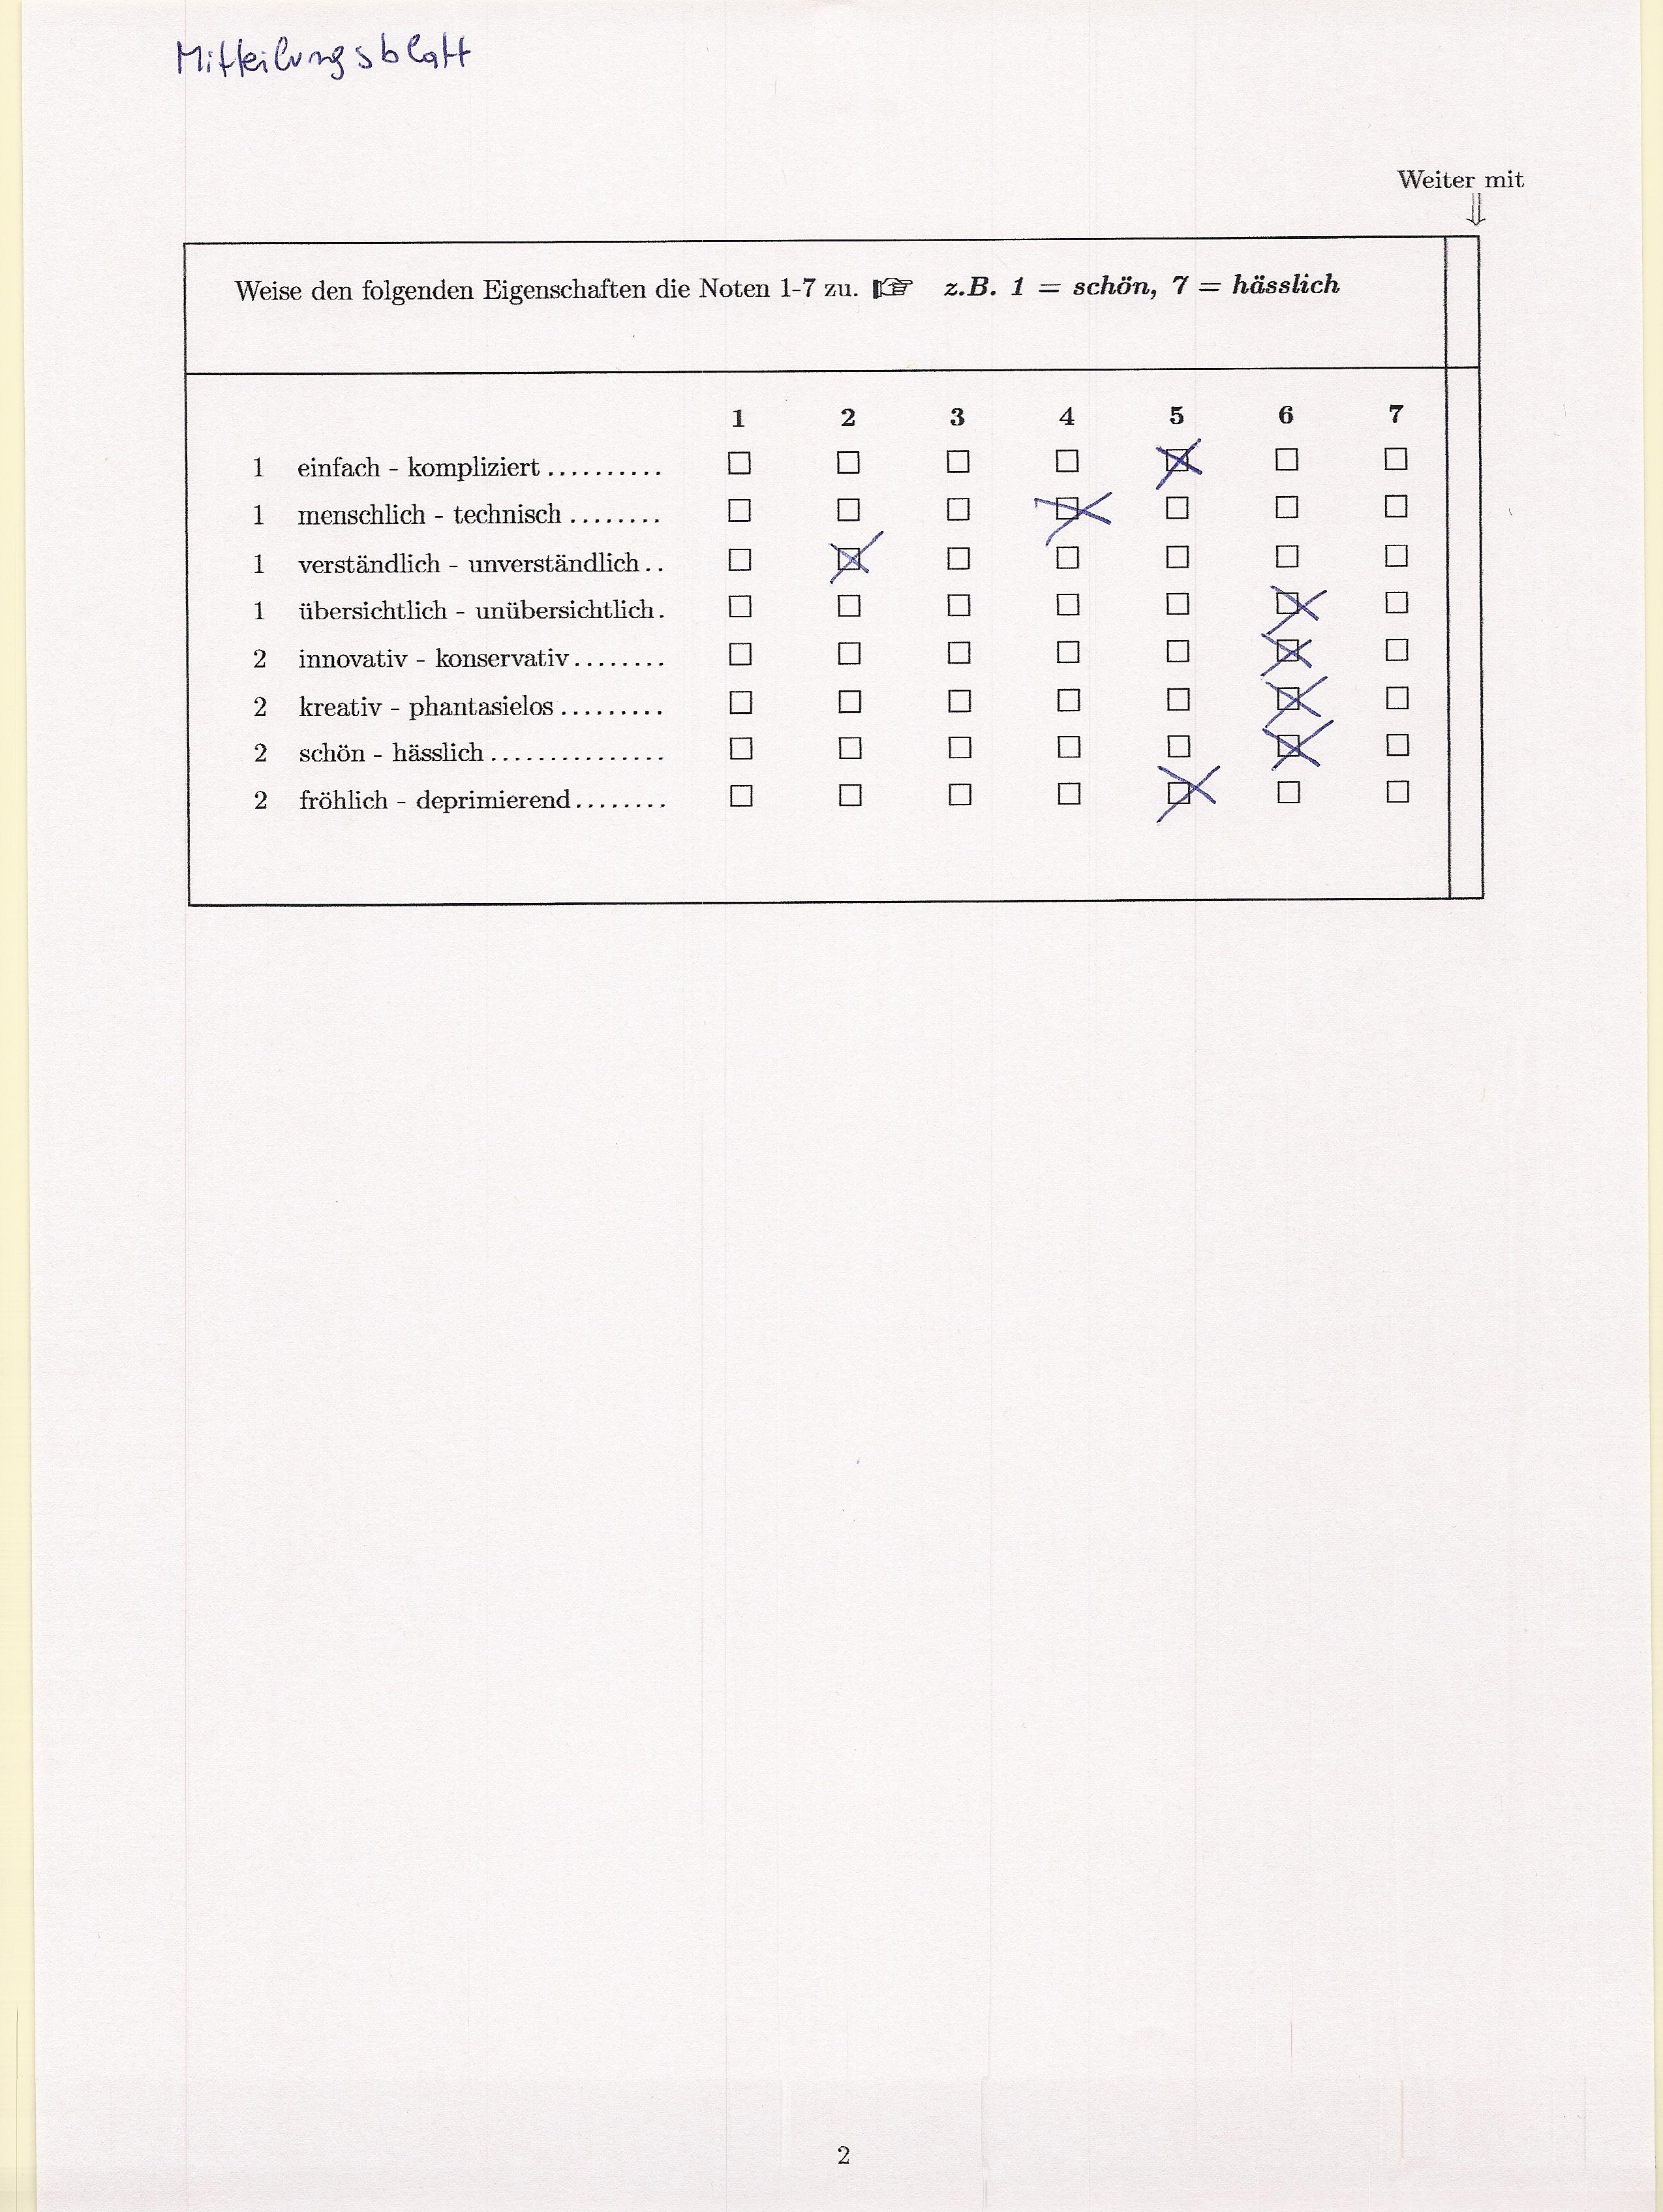 Mitteilungsblatt
Weiter mit
⇓
Weise den folgenden Eigenschaften die Noten 1-7 zu. ☞ z.B. 1 = schön, 7 = hässlich
1 2 3 4 5 6 7
1 einfach - kompliziert .......... □ □ □ □ ☒ □ □
1 menschlich - technisch ........ □ □ □ ☒ □ □ □
1 verständlich - unverständlich .. □ ☒ □ □ □ □ □
1 übersichtlich - unübersichtlich . □ □ □ □ □ ☒ □
2 innovativ - konservativ ........ □ □ □ □ □ ☒ □
2 kreativ - phantasielos ......... □ □ □ □ □ ☒ □
2 schön - hässlich ............... □ □ □ □ □ ☒ □
2 fröhlich - deprimierend ........ □ □ □ □ ☒ □ □
2